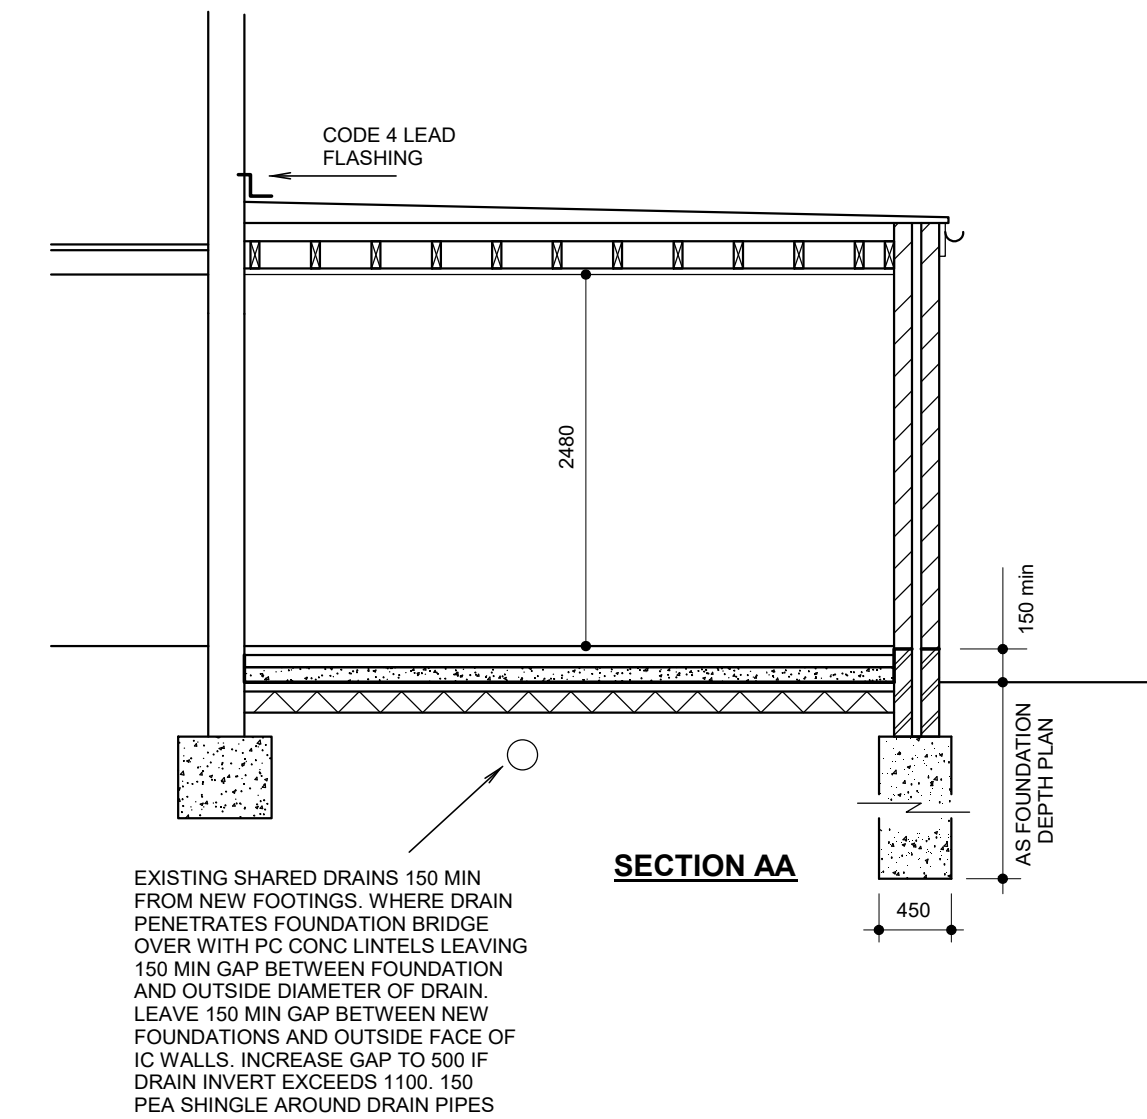 CODE 4 LEAD
FLASHING
2480
150 min
AS FOUNDATION
DEPTH PLAN
SECTION AA
450
EXISTING SHARED DRAINS 150 MIN
FROM NEW FOOTINGS. WHERE DRAIN
PENETRATES FOUNDATION BRIDGE
OVER WITH PC CONC LINTELS LEAVING
150 MIN GAP BETWEEN FOUNDATION
AND OUTSIDE DIAMETER OF DRAIN.
LEAVE 150 MIN GAP BETWEEN NEW
FOUNDATIONS AND OUTSIDE FACE OF
IC WALLS. INCREASE GAP TO 500 IF
DRAIN INVERT EXCEEDS 1100. 150
PEA SHINGLE AROUND DRAIN PIPES